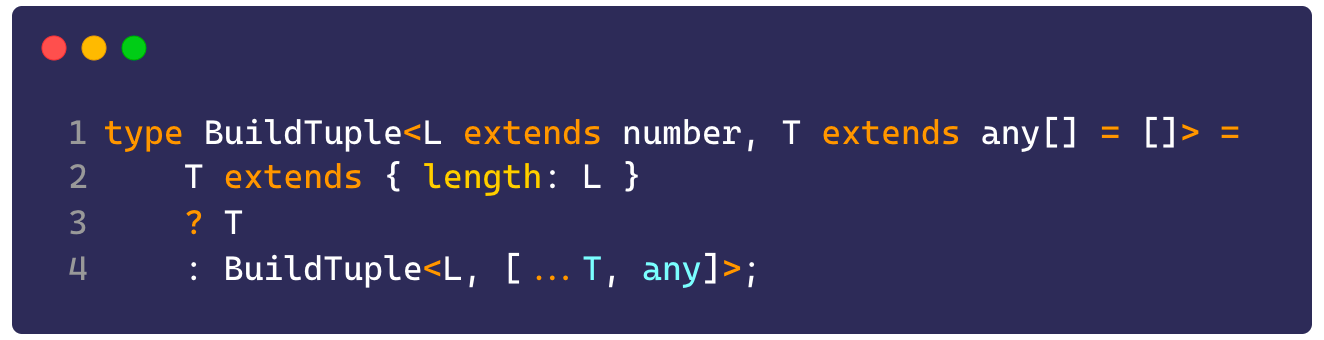 1 type BuildTuple<L extends number, T extends any[] = []> =
2     T extends { length: L }
3     ? T
4     : BuildTuple<L, [...T, any]>;